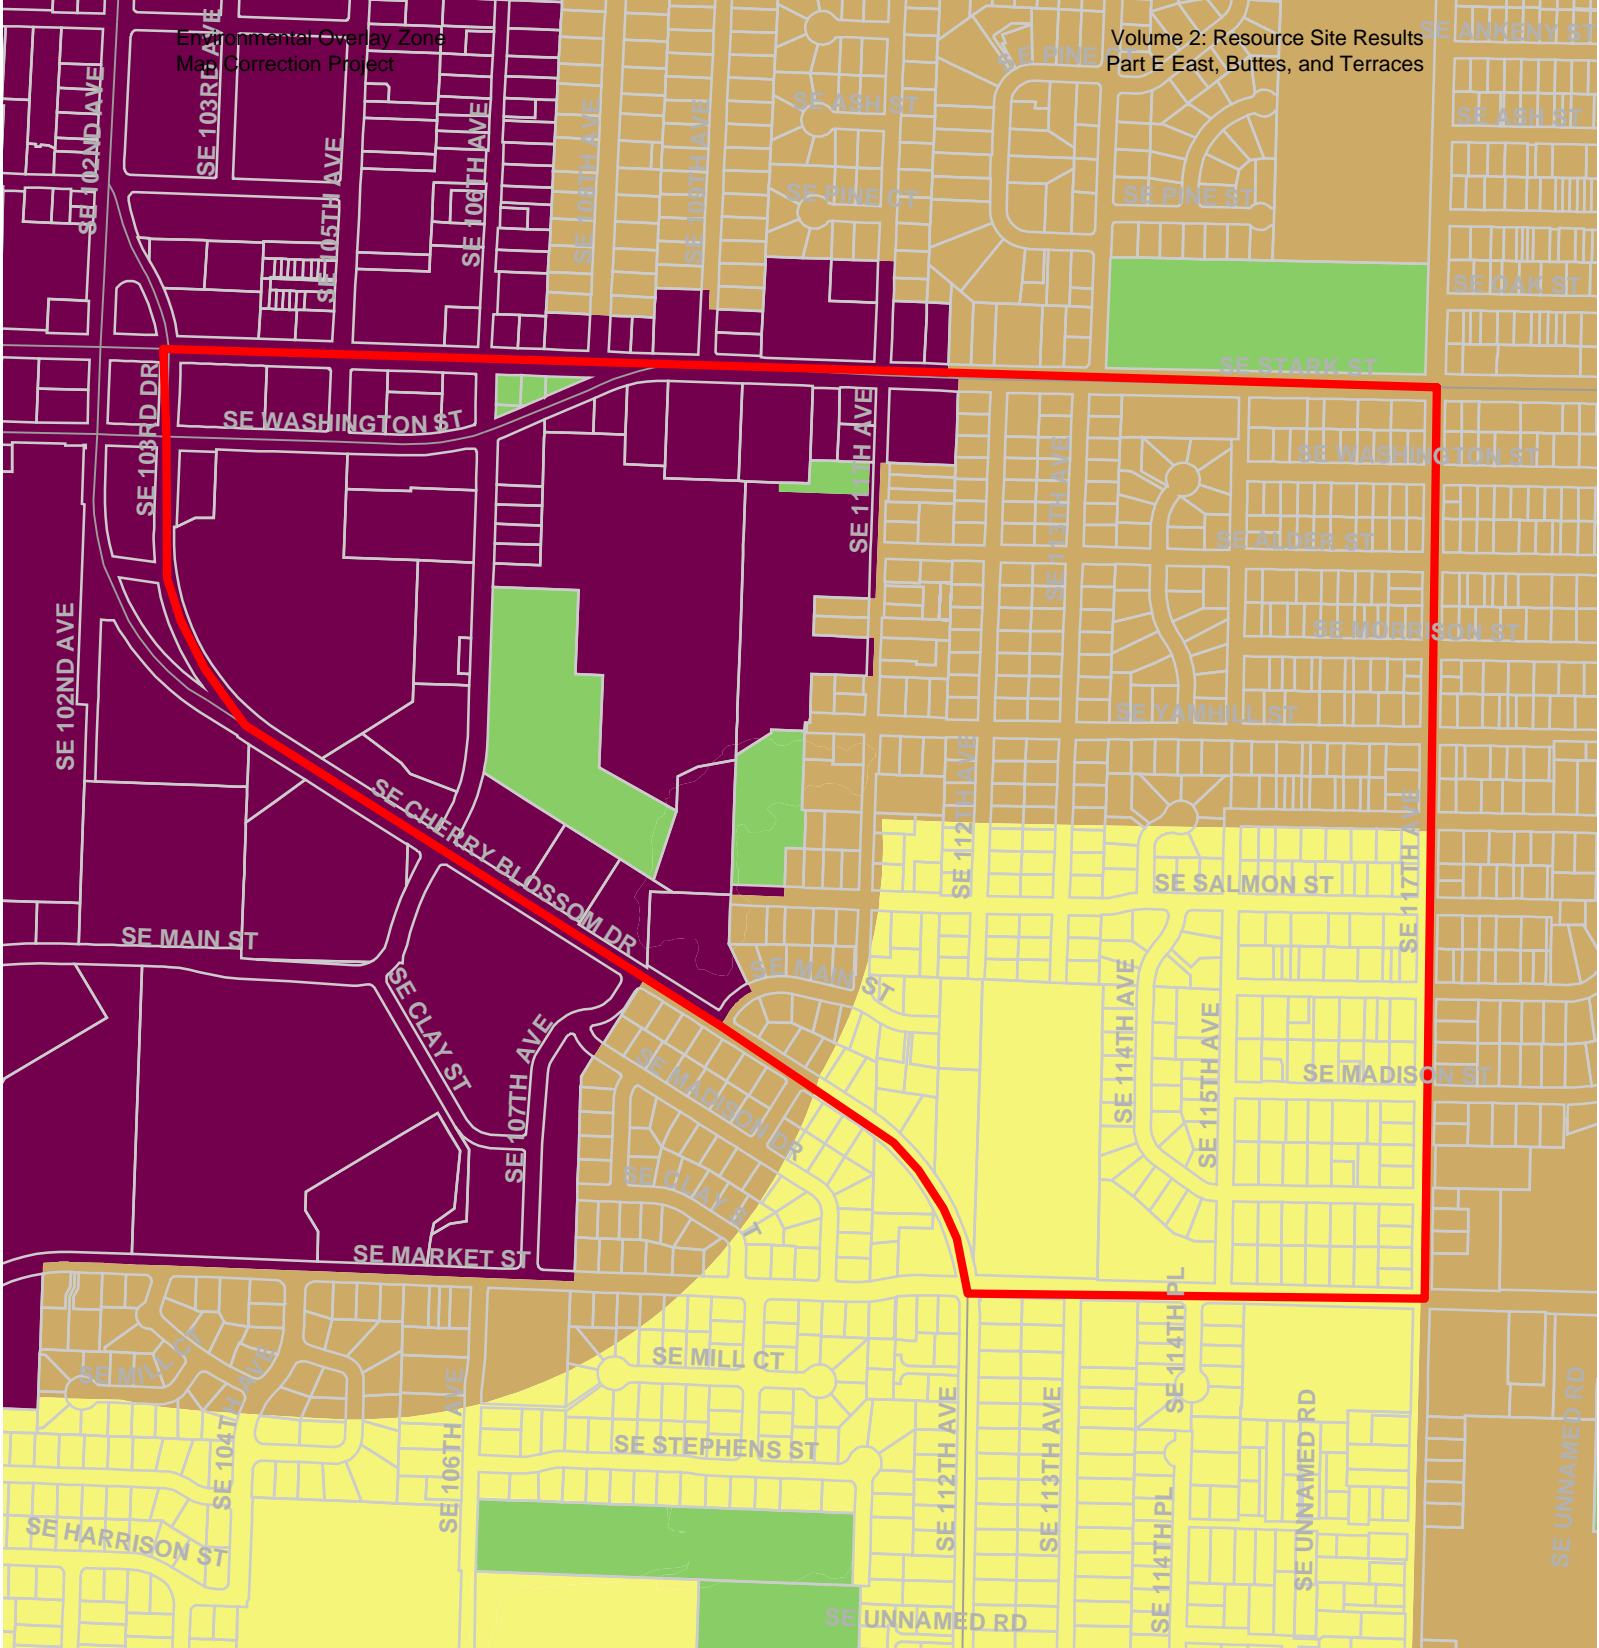 Environmental Overlay Zone
Map Correction Project
Volume 2: Resource Site Results
Part E East, Buttes, and Terraces
SE ANKENY ST
SE PINE CT
SE 103RD AVE
SE 102ND AVE
SE ASH ST
SE ASH ST
SE 105TH AVE
SE 106TH AVE
SE 108TH AVE
SE 109TH AVE
SE PINE CT
SE PINE ST
SE OAK ST
SE STARK ST
SE 103RD DR
SE WASHINGTON ST
SE 111TH AVE
SE 113TH AVE
SE WASHINGTON ST
SE ALDER ST
SE MORRISON ST
SE 102ND AVE
SE YAMHILL ST
SE 112TH AVE
SE CHERRY BLOSSOM DR
SE 117TH AVE
SE SALMON ST
SE MAIN ST
SE MAIN ST
SE CLAY ST
SE 107TH AVE
SE 114TH AVE
SE 115TH AVE
SE MADISON DR
SE MADISON ST
SE CLAY ST
SE MARKET ST
SE 114TH PL
SE MILL CT
SE MILL CT
SE 104TH AVE
SE 106TH AVE
SE STEPHENS ST
SE 112TH AVE
SE 113TH AVE
SE UNNAMED RD
SE UNNAMED RD
SE 114TH PL
SE HARRISON ST
SE UNNAMED RD